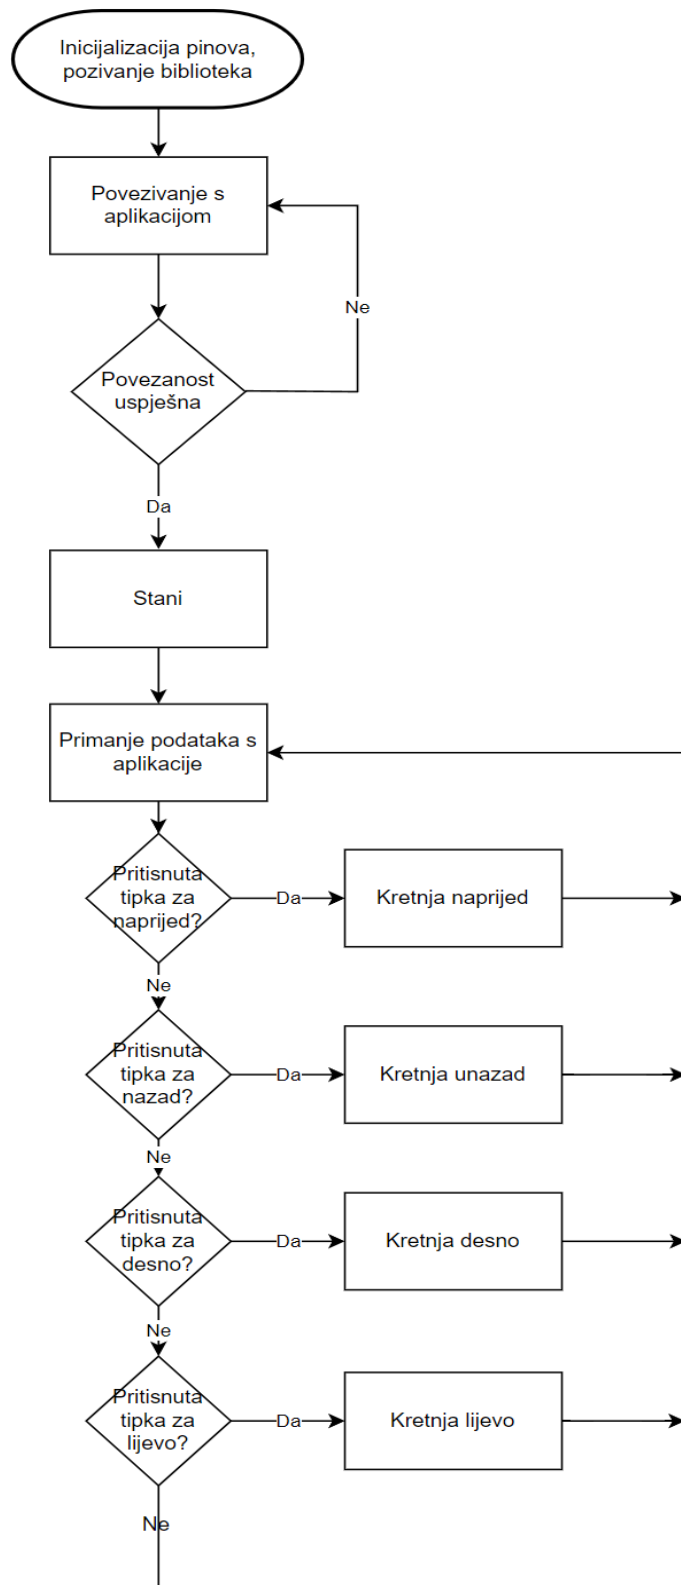 Inicijalizacija pinova,
pozivanje biblioteka
Povezivanje s
aplikacijom
Ne
Povezanost
uspješna
Da
Stani
Primanje podataka s
aplikacije
Pritisnuta
tipka za
naprijed?
Da
Kretnja naprijed
Ne
Pritisnuta
tipka za
nazad?
Da
Kretnja unazad
Ne
Pritisnuta
tipka za
desno?
Da
Kretnja desno
Ne
Pritisnuta
tipka za
lijevo?
Da
Kretnja lijevo
Ne